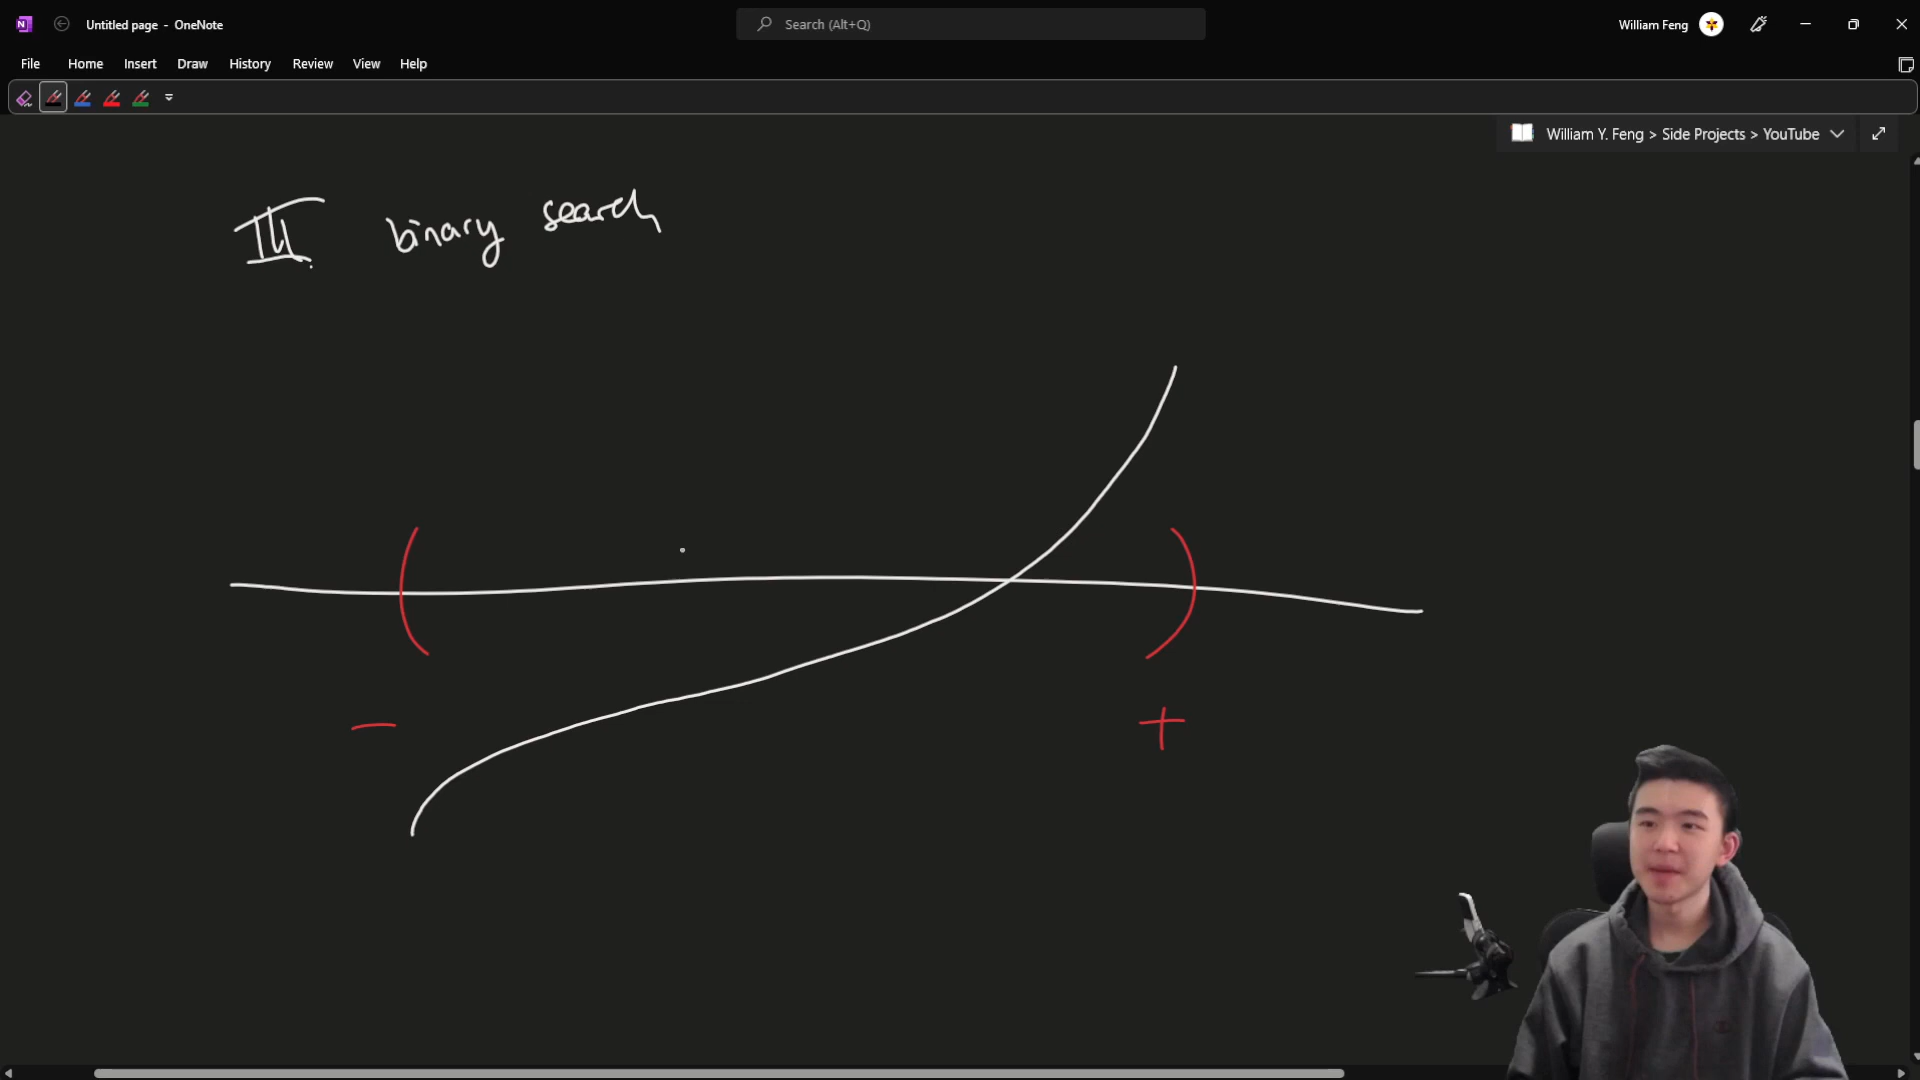 Untitled page - OneNote
Search (Alt+Q)
William Feng
File Home Insert Draw History Review View Help
William Y. Feng > Side Projects > YouTube
III. binary search
( )
− +